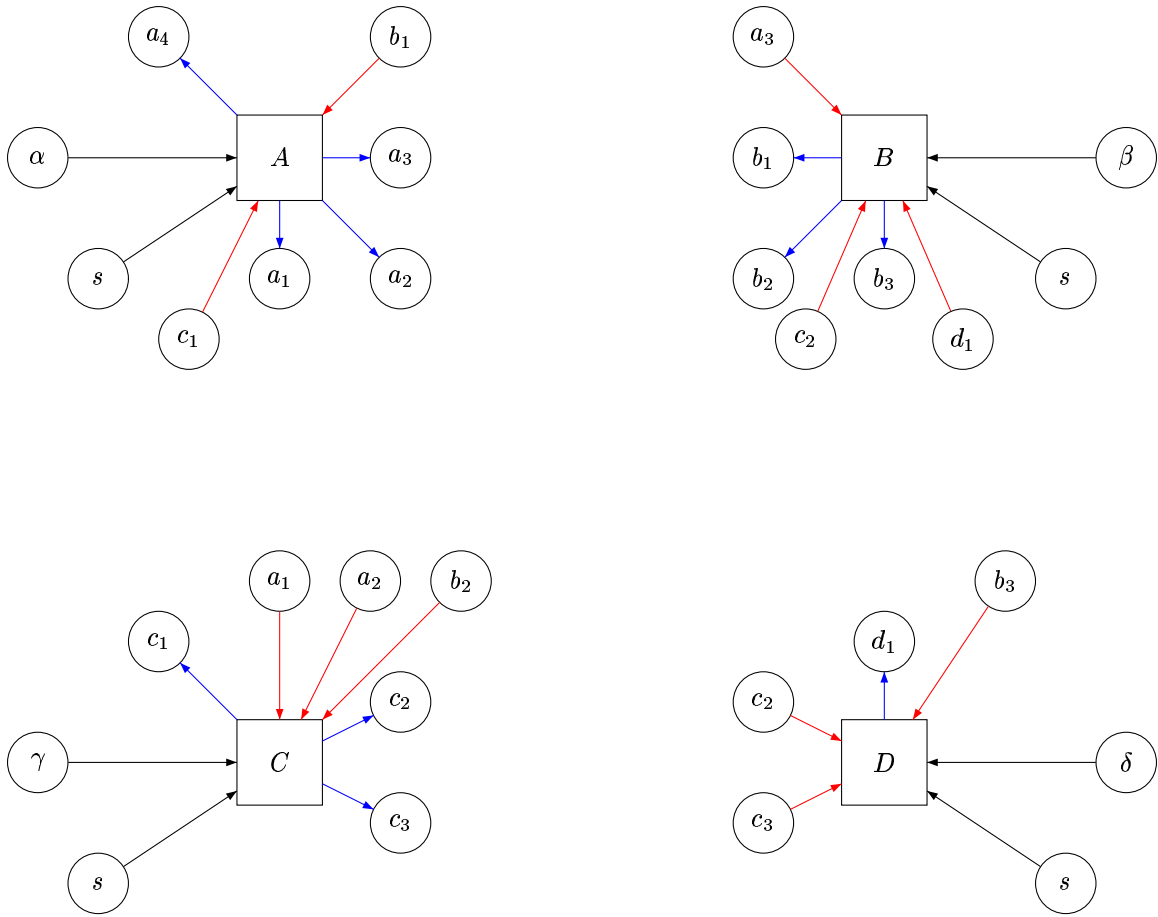 a₄ b₁ a₃
α A a₃ b₁ B β
s a₁ a₂ b₂ b₃ s
c₁ c₂ d₁
a₁ a₂ b₂ b₃
c₁ d₁
c₂ c₂
γ C D δ
c₃ c₃
s s